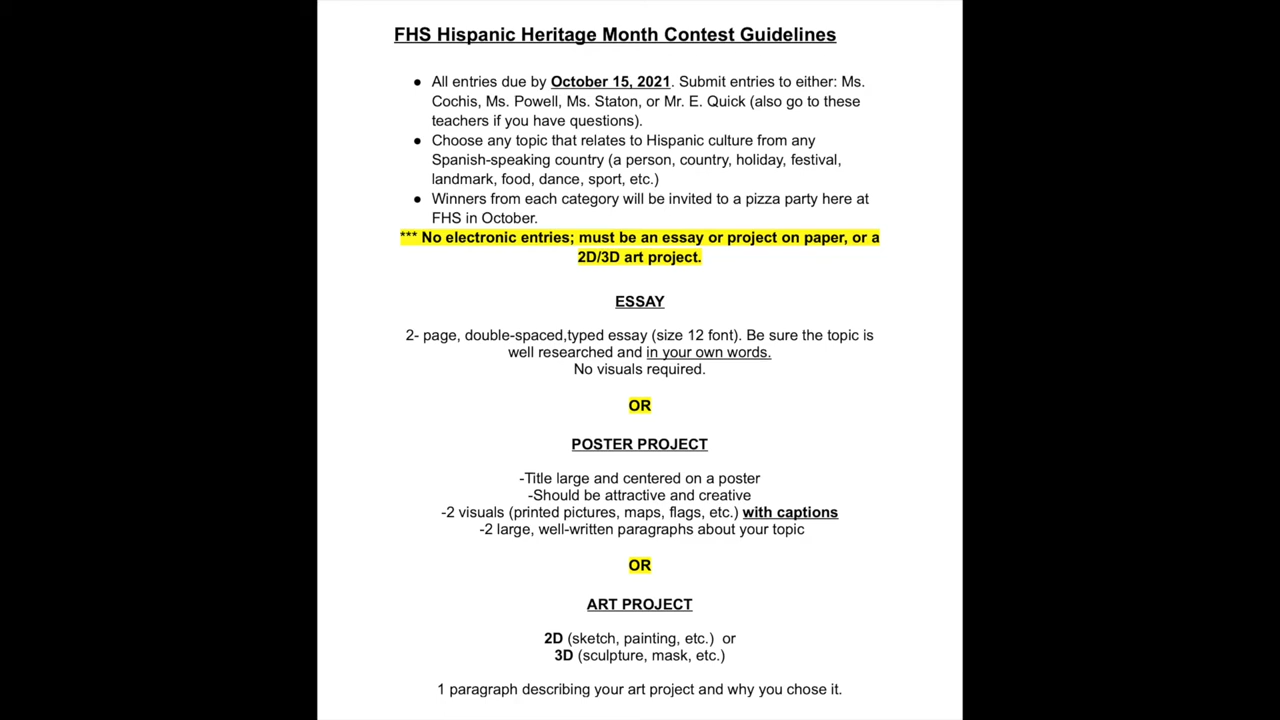 FHS Hispanic Heritage Month Contest Guidelines
● All entries due by October 15, 2021. Submit entries to either: Ms.
Cochis, Ms. Powell, Ms. Staton, or Mr. E. Quick (also go to these
teachers if you have questions).
● Choose any topic that relates to Hispanic culture from any
Spanish-speaking country (a person, country, holiday, festival,
landmark, food, dance, sport, etc.)
● Winners from each category will be invited to a pizza party here at
FHS in October.
*** No electronic entries; must be an essay or project on paper, or a
2D/3D art project.
ESSAY
2- page, double-spaced,typed essay (size 12 font). Be sure the topic is
well researched and in your own words.
No visuals required.
OR
POSTER PROJECT
-Title large and centered on a poster
-Should be attractive and creative
-2 visuals (printed pictures, maps, flags, etc.) with captions
-2 large, well-written paragraphs about your topic
OR
ART PROJECT
2D (sketch, painting, etc.) or
3D (sculpture, mask, etc.)
1 paragraph describing your art project and why you chose it.